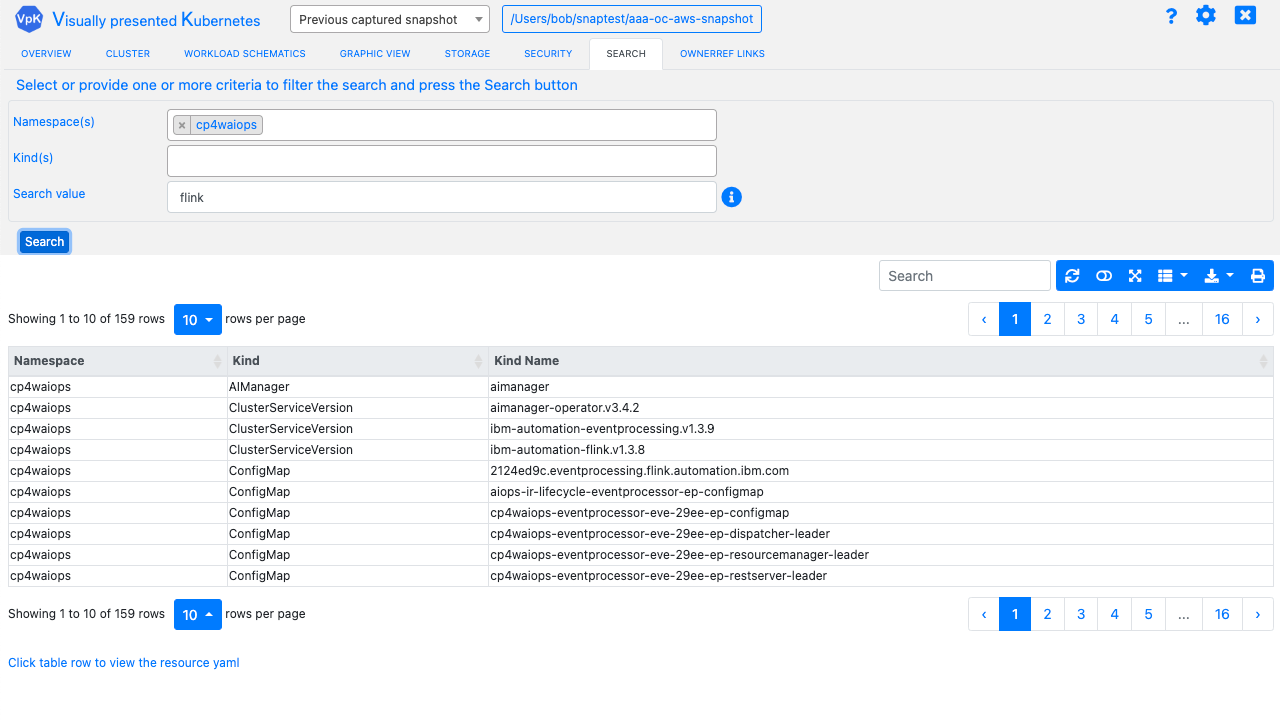 VpK Visually presented Kubernetes Previous captured snapshot /Users/bob/snaptest/aaa-oc-aws-snapshot ?
OVERVIEW CLUSTER WORKLOAD SCHEMATICS GRAPHIC VIEW STORAGE SECURITY SEARCH OWNERREF LINKS
Select or provide one or more criteria to filter the search and press the Search button
Namespace(s) × cp4waiops
Kind(s)
Search value flink
Search
Search
Showing 1 to 10 of 159 rows 10 rows per page ‹ 1 2 3 4 5 ... 16 ›
Namespace Kind Kind Name
cp4waiops AIManager aimanager
cp4waiops ClusterServiceVersion aimanager-operator.v3.4.2
cp4waiops ClusterServiceVersion ibm-automation-eventprocessing.v1.3.9
cp4waiops ClusterServiceVersion ibm-automation-flink.v1.3.8
cp4waiops ConfigMap 2124ed9c.eventprocessing.flink.automation.ibm.com
cp4waiops ConfigMap aiops-ir-lifecycle-eventprocessor-ep-configmap
cp4waiops ConfigMap cp4waiops-eventprocessor-eve-29ee-ep-configmap
cp4waiops ConfigMap cp4waiops-eventprocessor-eve-29ee-ep-dispatcher-leader
cp4waiops ConfigMap cp4waiops-eventprocessor-eve-29ee-ep-resourcemanager-leader
cp4waiops ConfigMap cp4waiops-eventprocessor-eve-29ee-ep-restserver-leader
Showing 1 to 10 of 159 rows 10 rows per page ‹ 1 2 3 4 5 ... 16 ›
Click table row to view the resource yaml